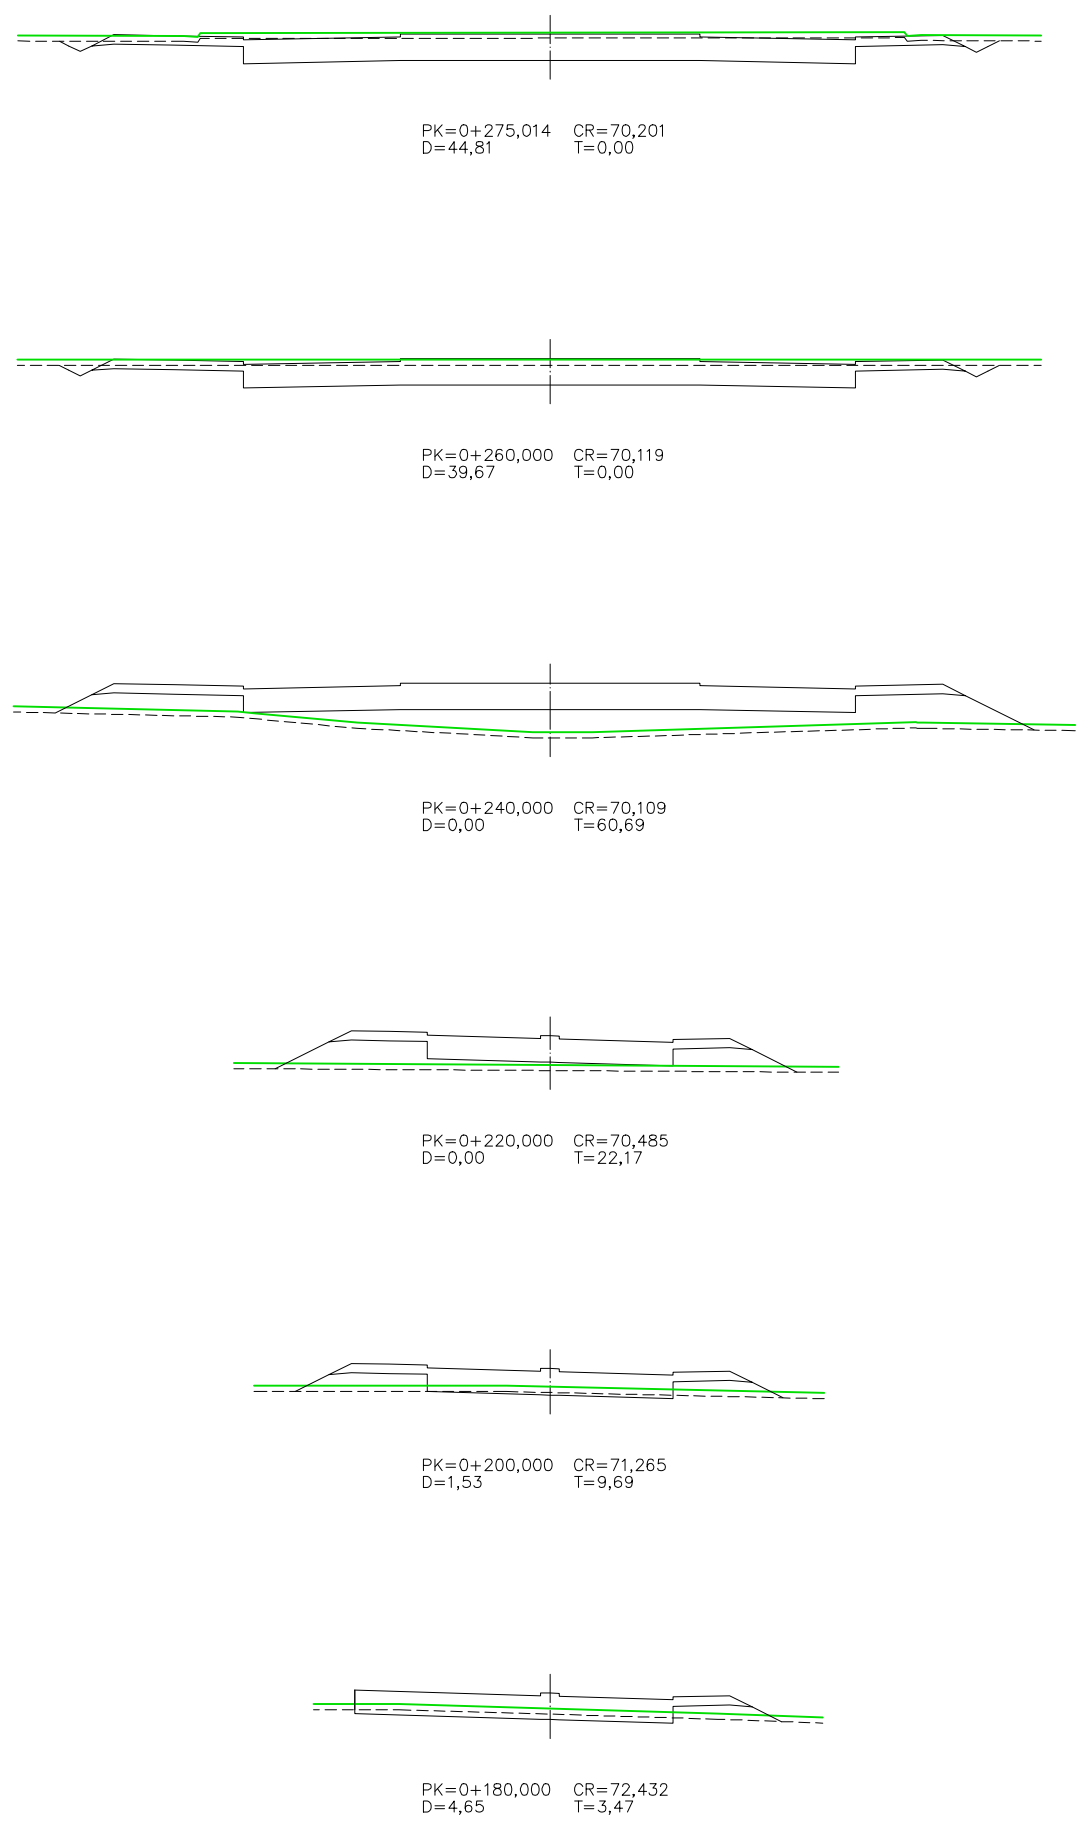 PK=0+275,014 CR=70,201
D=44,81 T=0,00
PK=0+260,000 CR=70,119
D=39,67 T=0,00
PK=0+240,000 CR=70,109
D=0,00 T=60,69
PK=0+220,000 CR=70,485
D=0,00 T=22,17
PK=0+200,000 CR=71,265
D=1,53 T=9,69
PK=0+180,000 CR=72,432
D=4,65 T=3,47